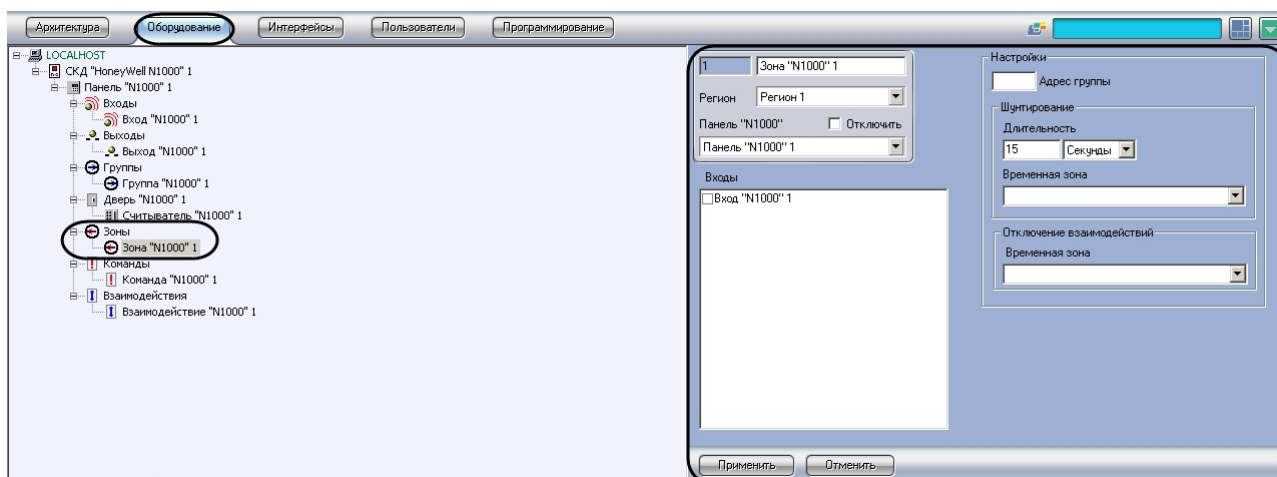 Архитектура Оборудование Интерфейсы Пользователи Программирование
LOCALHOST
СКД "HoneyWell N1000" 1
Панель "N1000" 1
Входы
Вход "N1000" 1
Выходы
Выход "N1000" 1
Группы
Группа "N1000" 1
Дверь "N1000" 1
Считыватель "N1000" 1
Зоны
Зона "N1000" 1
Команды
Команда "N1000" 1
Взаимодействия
Взаимодействие "N1000" 1
1 Зона "N1000" 1
Регион Регион 1
Панель "N1000" Отключить
Панель "N1000" 1
Входы
Вход "N1000" 1
Настройки
Адрес группы
Шунтирование
Длительность
15 Секунды
Временная зона
Отключение взаимодействий
Временная зона
Применить Отменить